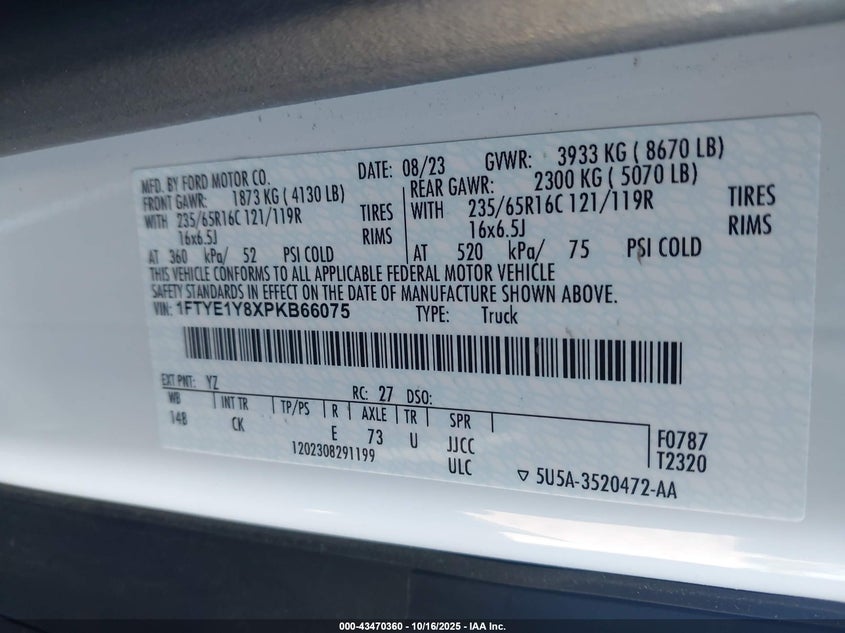 MFD. BY FORD MOTOR CO. DATE: 08/23 GVWR: 3933 KG ( 8670 LB)
FRONT GAWR: 1873 KG ( 4130 LB) REAR GAWR: 2300 KG ( 5070 LB)
WITH 235/65R16C 121/119R TIRES WITH 235/65R16C 121/119R TIRES
16x6.5J RIMS 16x6.5J RIMS
AT 360 kPa/ 52 PSI COLD AT 520 kPa/ 75 PSI COLD
THIS VEHICLE CONFORMS TO ALL APPLICABLE FEDERAL MOTOR VEHICLE
SAFETY STANDARDS IN EFFECT ON THE DATE OF MANUFACTURE SHOWN ABOVE.
VIN: 1FTYE1Y8XPKB66075 TYPE: Truck
EXT PNT: YZ RC: 27 DSO:
WB INT TR TP/PS R AXLE TR SPR
148 CK E 73 U JJCC F0787
1202308291199 ULC T2320
▽ 5U5A-3520472-AA
000-43470360 - 10/16/2025 - IAA Inc.